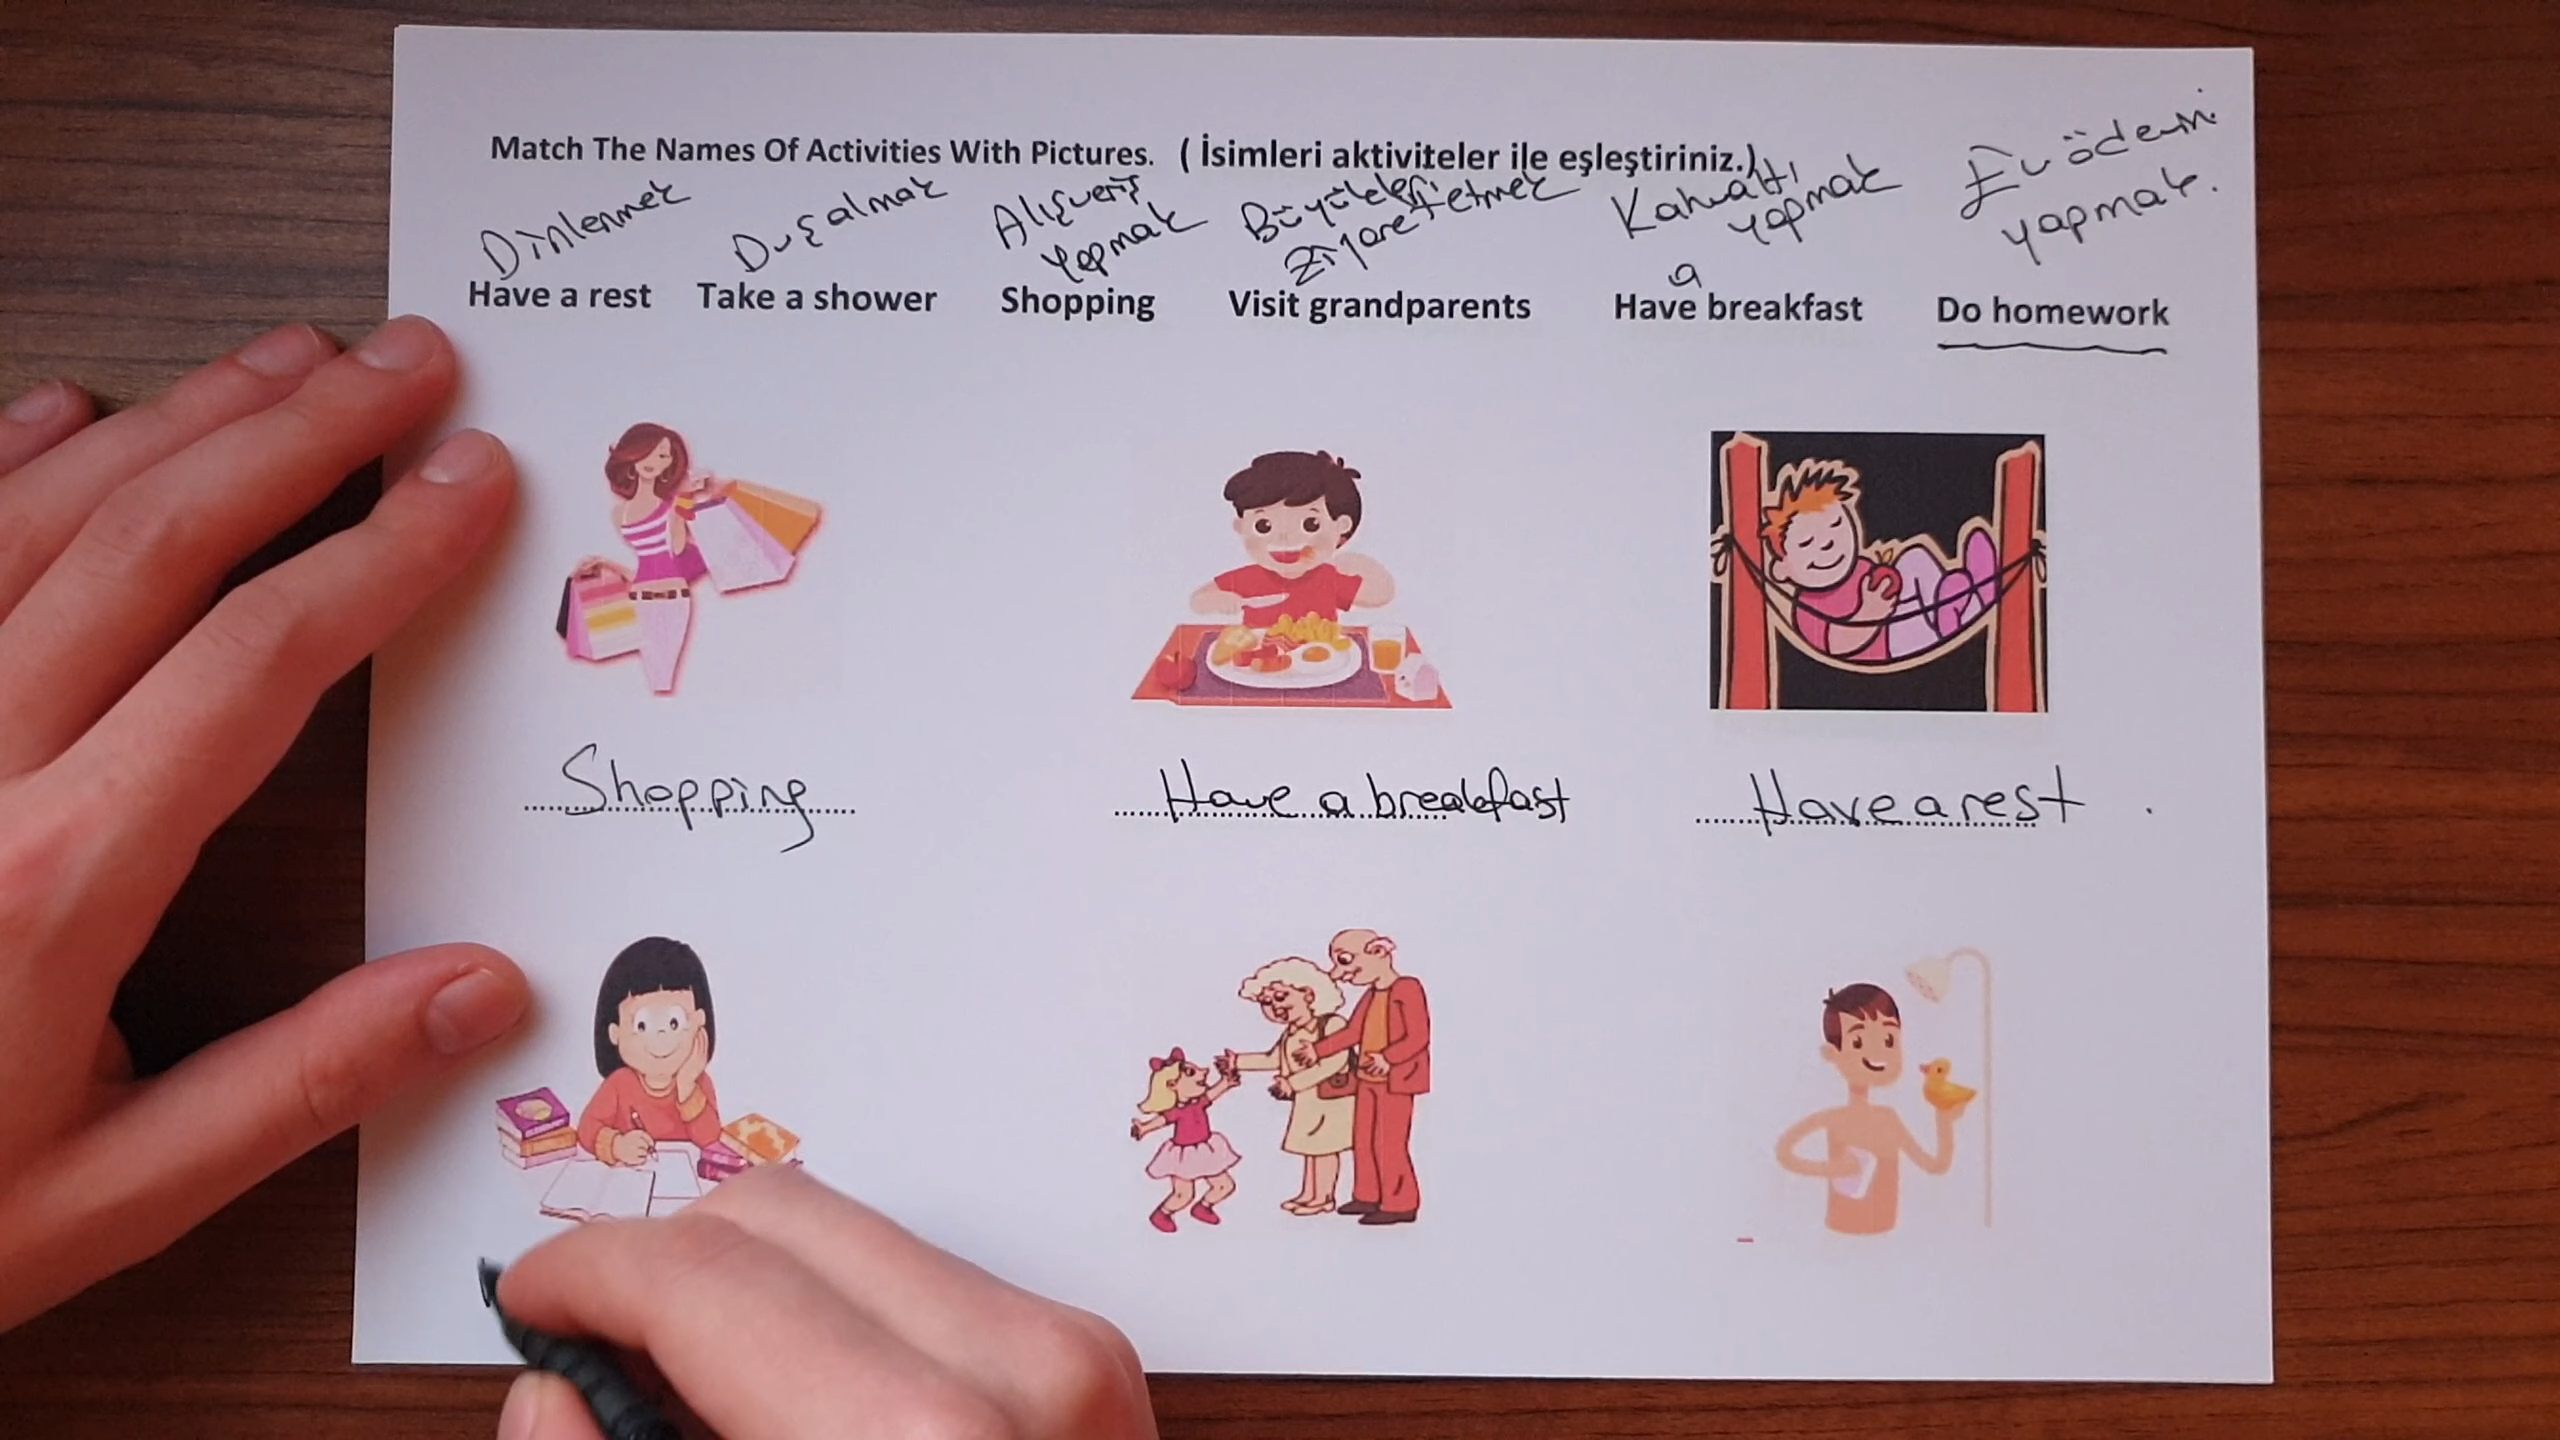 Match The Names Of Activities With Pictures. ( İsimleri aktiviteler ile eşleştiriniz.)
Dinlenmek Duş almak Alışveriş yapmak Büyükleri ziyaret etmek Kahvaltı yapmak Ev ödevin yapmak.
a
Have a rest Take a shower Shopping Visit grandparents Have breakfast Do homework
Shopping Have a breakfast Have a rest